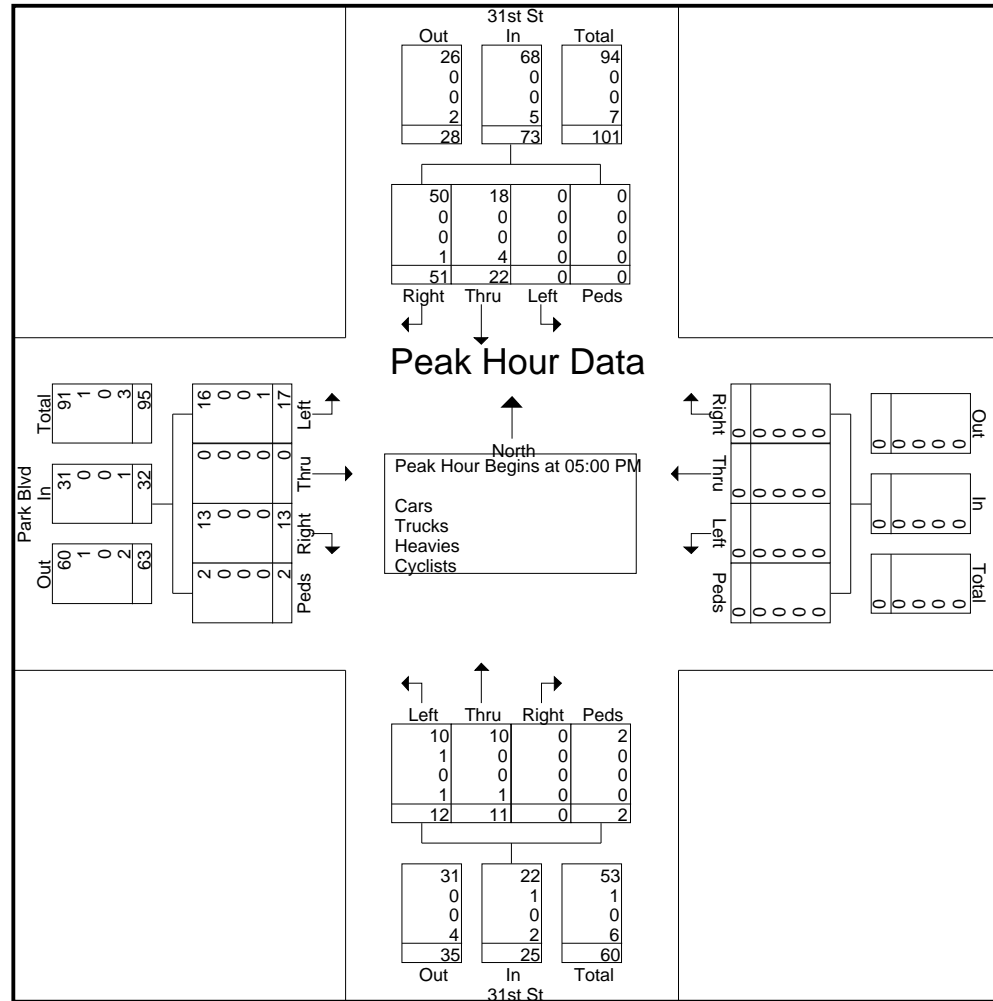 31st St
Out In Total
26 68 94
0 0 0
0 0 0
2 5 7
28 73 101
50 18 0 0
0 0 0 0
0 0 0 0
1 4 0 0
51 22 0 0
Right Thru Left Peds
Peak Hour Data
North
Peak Hour Begins at 05:00 PM
Cars
Trucks
Heavies
Cyclists
Park Blvd
Total
91 1 0 3 95
In
31 0 0 1 32
Out
60 1 0 2 63
16 0 0 1 17
Left
0 0 0 0 0
Thru
13 0 0 0 13
Right
2 0 0 0 2
Peds
Right
0 0 0 0 0
Thru
0 0 0 0 0
Left
0 0 0 0 0
Peds
0 0 0 0 0
Out
0 0 0 0 0
In
0 0 0 0 0
Total
0 0 0 0 0
Left Thru Right Peds
10 10 0 2
1 0 0 0
0 0 0 0
1 1 0 0
12 11 0 2
31 22 53
0 1 1
0 0 0
4 2 6
35 25 60
Out In Total
31st St